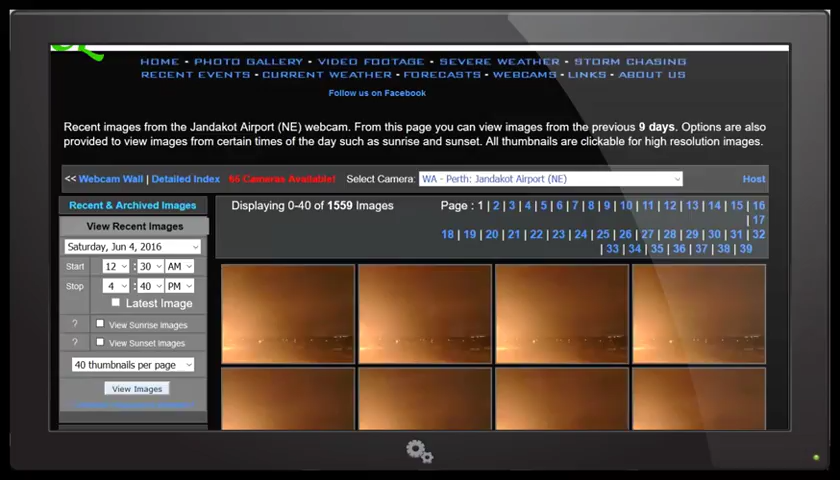 HOME • PHOTO GALLERY • VIDEO FOOTAGE • SEVERE WEATHER • STORM CHASING
RECENT EVENTS • CURRENT WEATHER • FORECASTS • WEBCAMS • LINKS • ABOUT US
Follow us on Facebook
Recent images from the Jandakot Airport (NE) webcam. From this page you can view images from the previous 9 days. Options are also
provided to view images from certain times of the day such as sunrise and sunset. All thumbnails are clickable for high resolution images.
<< Webcam Wall | Detailed Index 66 Cameras Available! Select Camera: WA - Perth: Jandakot Airport (NE) Host
Recent & Archived Images
View Recent Images
Saturday, Jun 4, 2016
Start 12 : 30 AM
Stop 4 : 40 PM
Latest Image
? View Sunrise Images
? View Sunset Images
40 thumbnails per page
View Images
Displaying 0-40 of 1559 Images
Page : 1 | 2 | 3 | 4 | 5 | 6 | 7 | 8 | 9 | 10 | 11 | 12 | 13 | 14 | 15 | 16
| 17
18 | 19 | 20 | 21 | 22 | 23 | 24 | 25 | 26 | 27 | 28 | 29 | 30 | 31 | 32
| 33 | 34 | 35 | 36 | 37 | 38 | 39